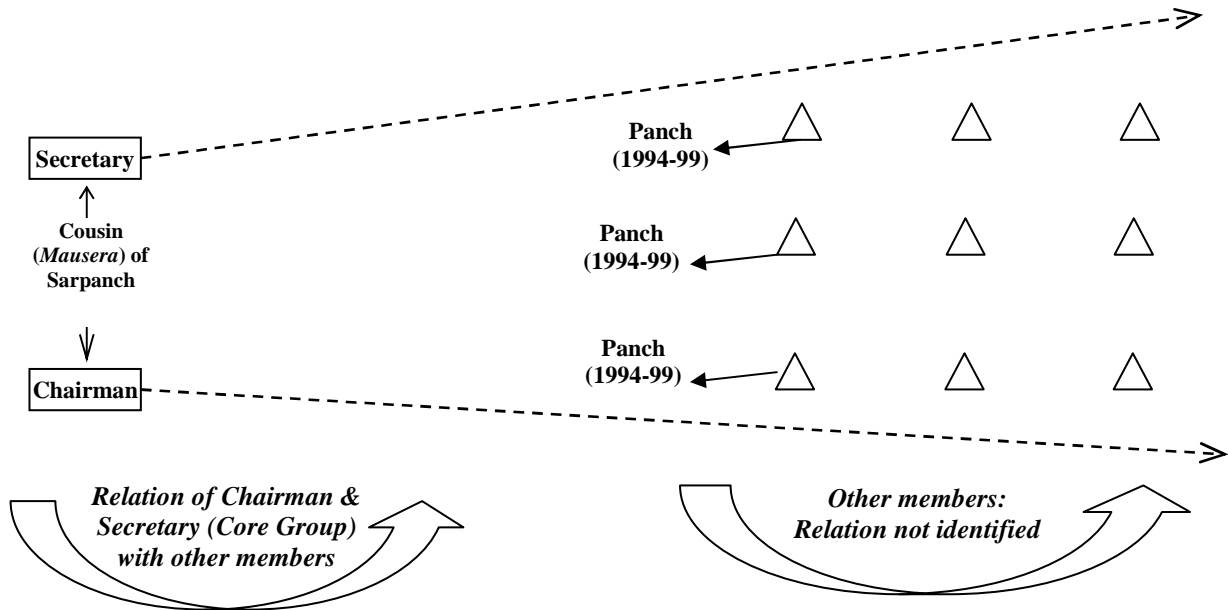 Secretary
Cousin
(Mausera) of
Sarpanch
Chairman
Panch
(1994-99)
Panch
(1994-99)
Panch
(1994-99)
Relation of Chairman &
Secretary (Core Group)
with other members
Other members:
Relation not identified